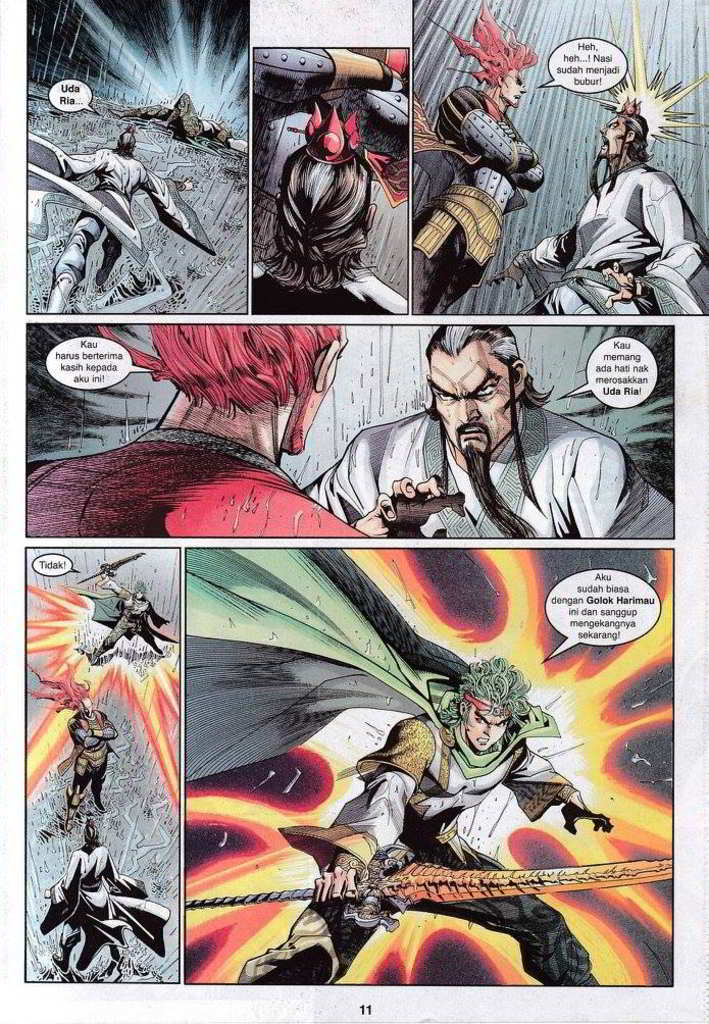 Uda
Ria...
Heh,
heh...! Nasi
sudah menjadi
bubur!
Kau
harus berterima
kasih kepada
aku ini!
Kau
memang
ada hati nak
merosakkan
Uda Ria!
Tidak!
Aku
sudah biasa
dengan Golok Harimau
ini dan sanggup
mengekangnya
sekarang!
11